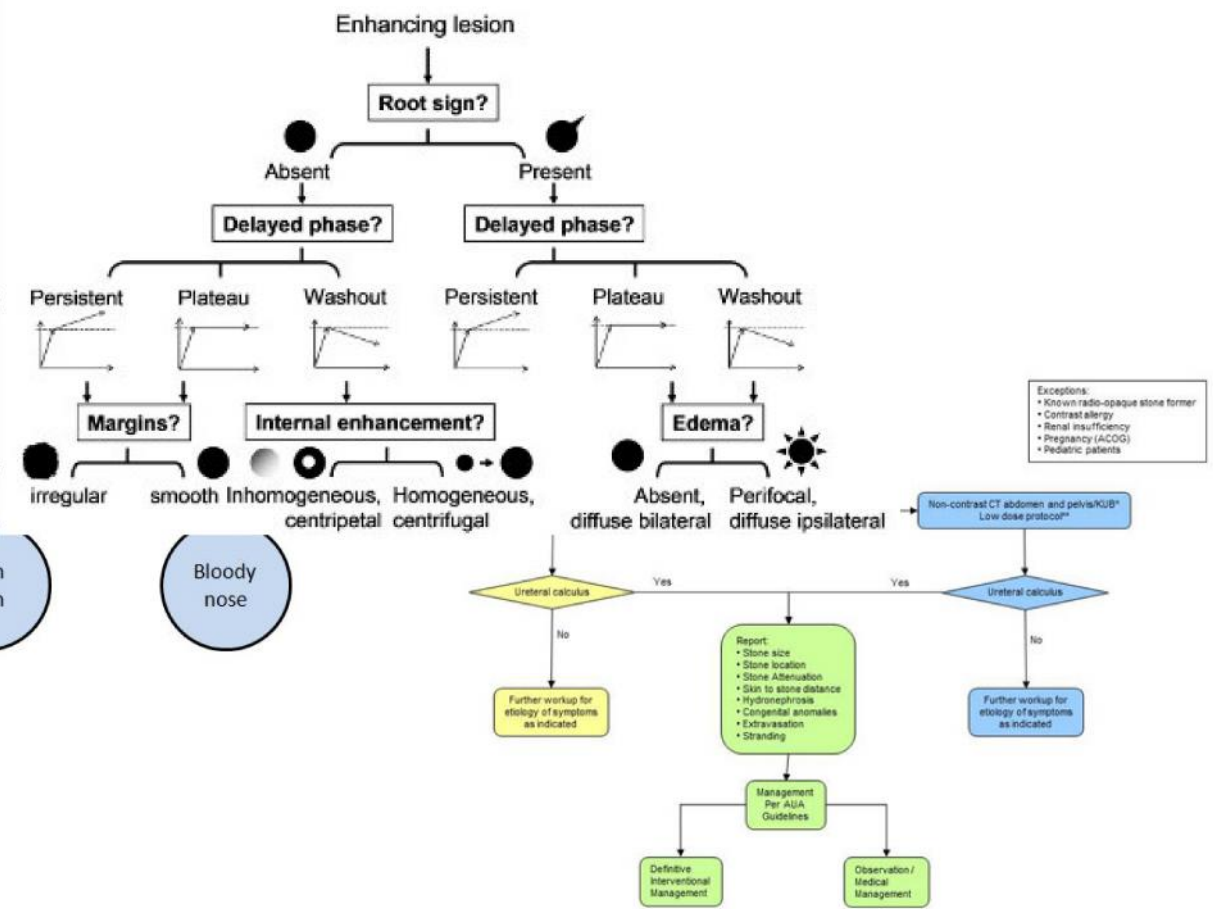 Enhancing lesion
Root sign?
Absent
Present
Delayed phase?
Delayed phase?
Persistent
Plateau
Washout
Persistent
Plateau
Washout
Margins?
Internal enhancement?
Edema?
irregular
smooth
Inhomogeneous,
centripetal
Homogeneous,
centrifugal
Absent,
diffuse bilateral
Perifocal,
diffuse ipsilateral
Exceptions:
• Known radio-opaque stone former
• Contrast allergy
• Renal insufficiency
• Pregnancy (ACOG)
• Pediatric patients
Non-contrast CT abdomen and pelvis/KUB*
Low dose protocol**
Bloody
nose
Ureteral calculus
Yes
Yes
Ureteral calculus
No
No
Report:
• Stone size
• Stone location
• Stone Attenuation
• Skin to stone distance
• Hydronephrosis
• Congenital anomalies
• Extravasation
• Stranding
Further workup for
etiology of symptoms
as indicated
Further workup for
etiology of symptoms
as indicated
Management
Per AUA
Guidelines
Definitive
Interventional
Management
Observation /
Medical
Management